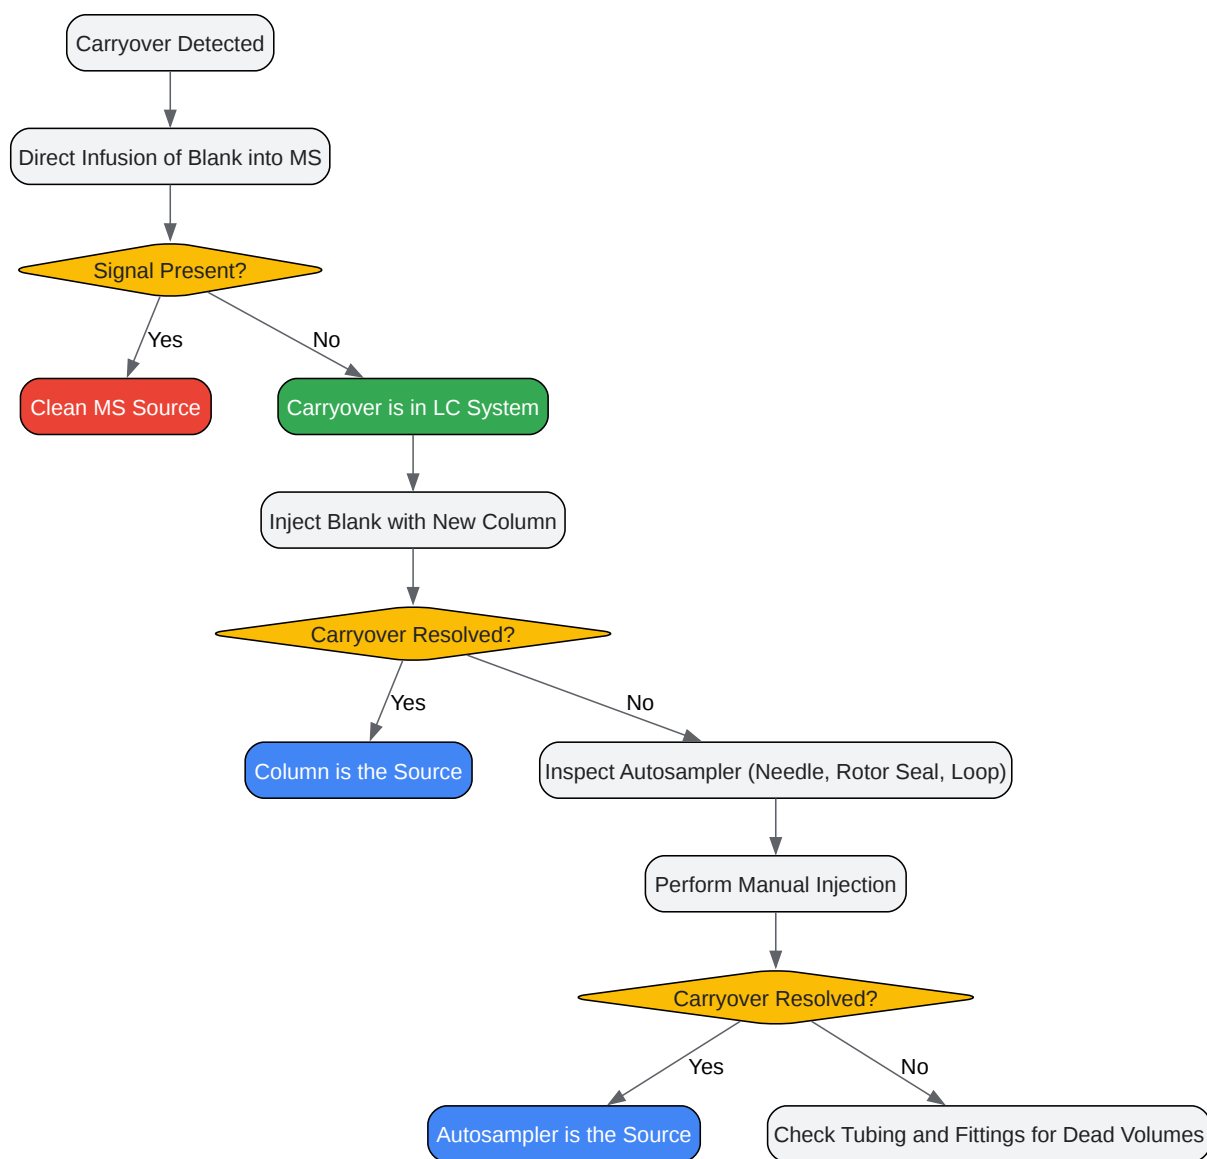 Carryover Detected
Direct Infusion of Blank into MS
Signal Present?
Yes
No
Clean MS Source
Carryover is in LC System
Inject Blank with New Column
Carryover Resolved?
Yes
No
Column is the Source
Inspect Autosampler (Needle, Rotor Seal, Loop)
Perform Manual Injection
Carryover Resolved?
Yes
No
Autosampler is the Source
Check Tubing and Fittings for Dead Volumes